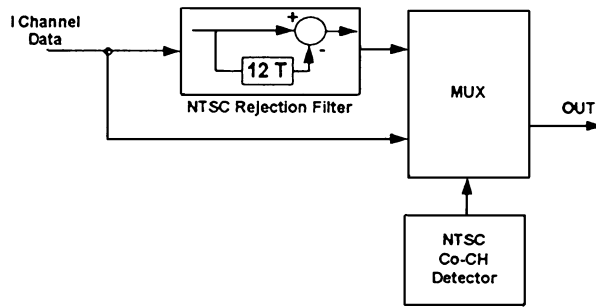 I Channel
Data
+
-
12 T
NTSC Rejection Filter
MUX
OUT
NTSC
Co-CH
Detector